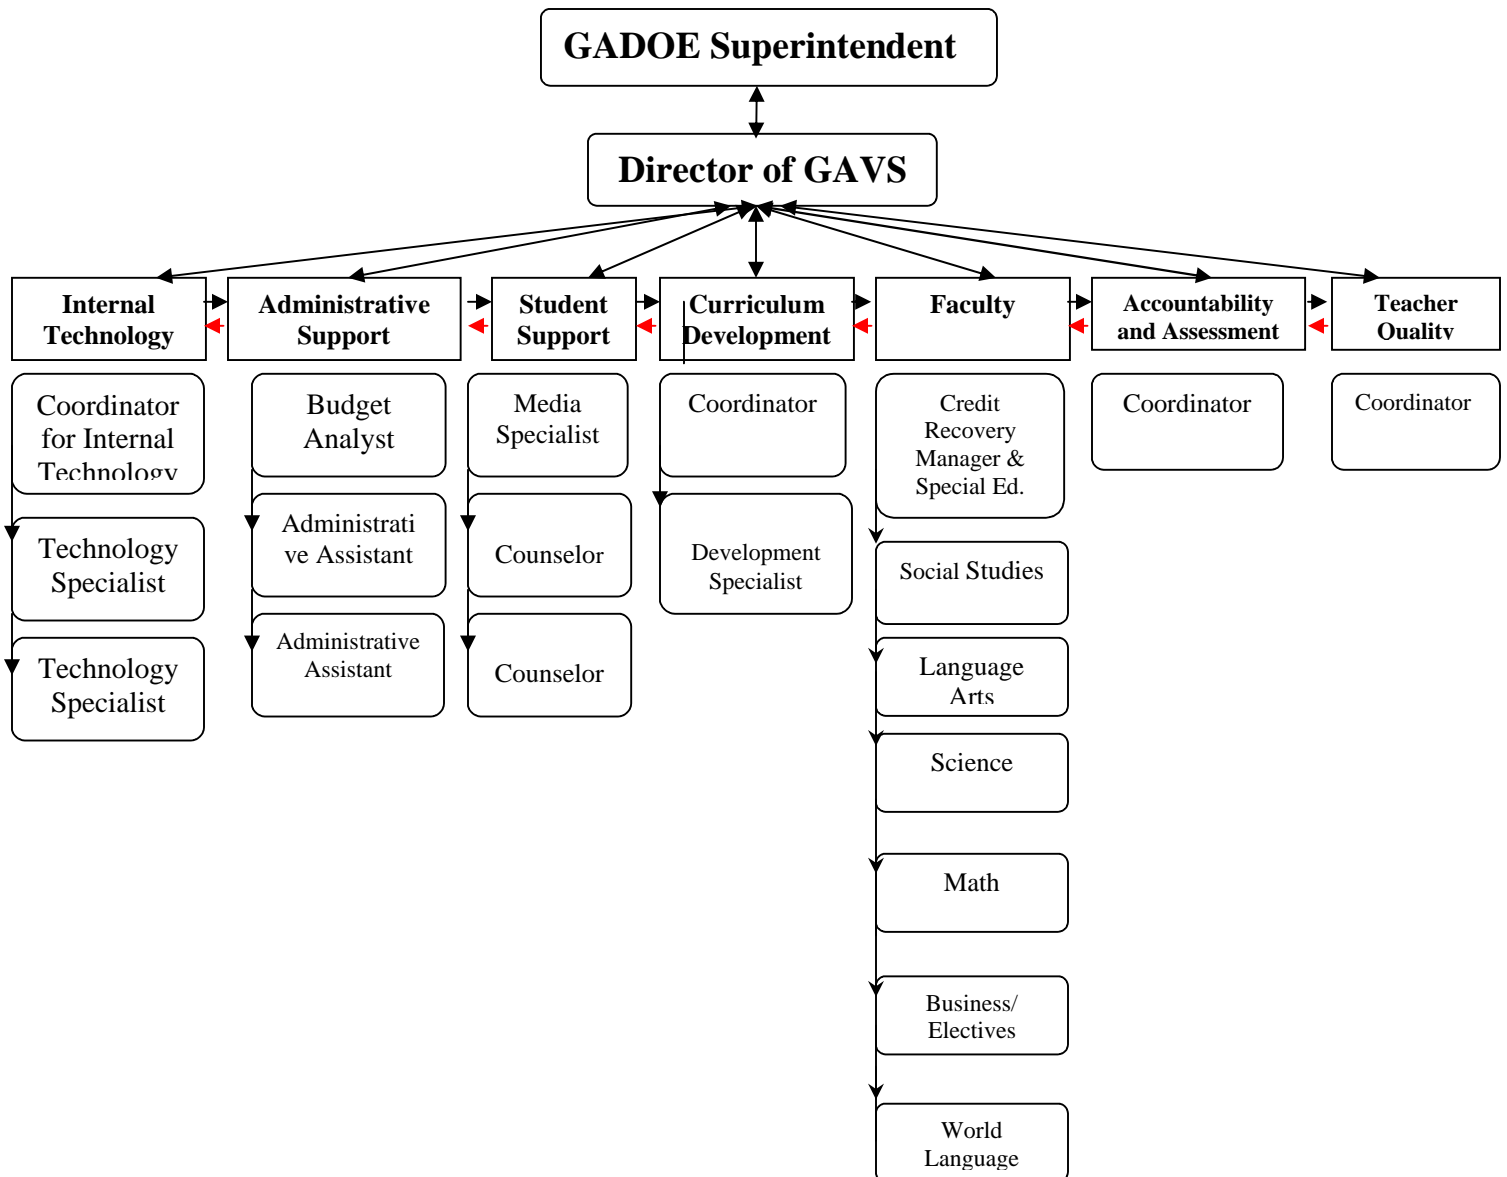 GADOE Superintendent
Director of GAVS
Internal
Technology
Administrative
Support
Student
Support
Curriculum
Development
Faculty
Accountability
and Assessment
Teacher
Quality
Coordinator
for Internal
Technology
Technology
Specialist
Technology
Specialist
Budget
Analyst
Administrati
ve Assistant
Administrative
Assistant
Media
Specialist
Counselor
Counselor
Coordinator
Development
Specialist
Credit
Recovery
Manager &
Special Ed.
Social Studies
Language
Arts
Science
Math
Business/
Electives
World
Language
Coordinator
Coordinator